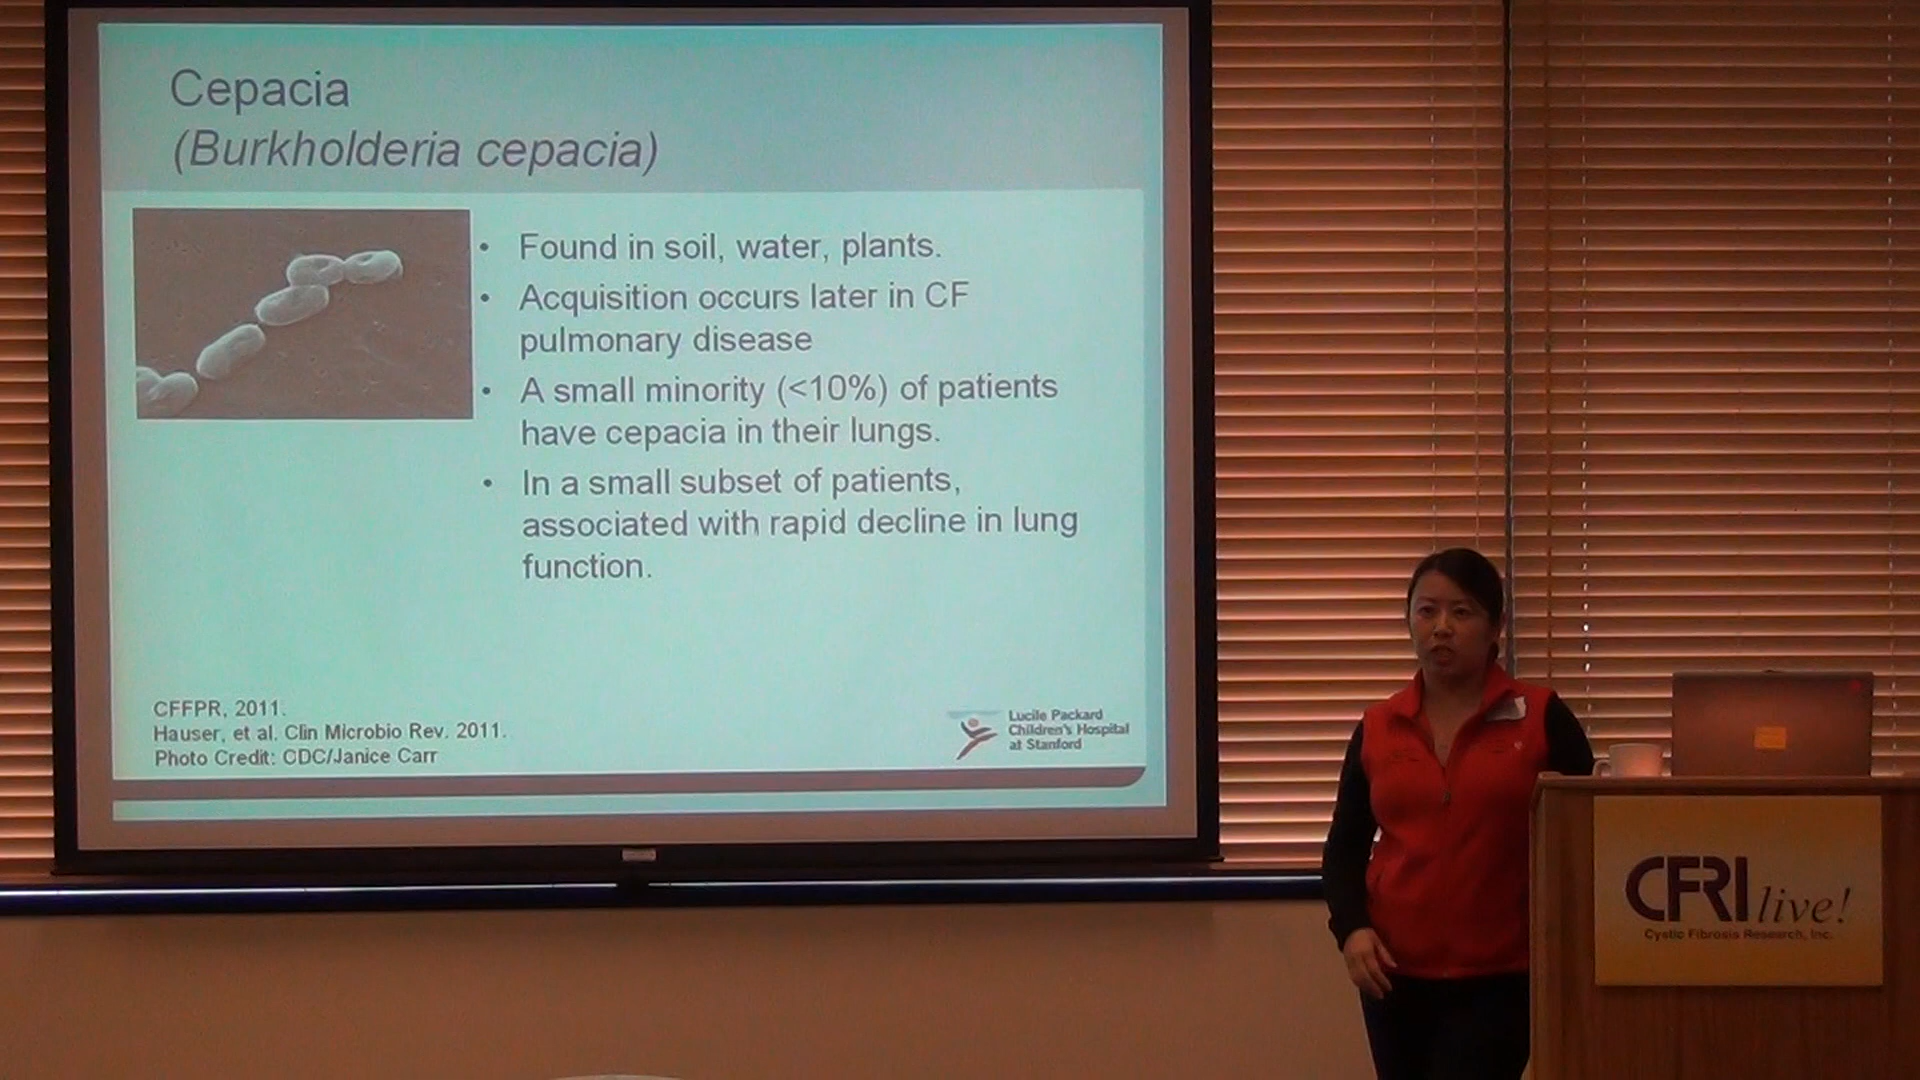 Cepacia
(Burkholderia cepacia)
• Found in soil, water, plants.
• Acquisition occurs later in CF
pulmonary disease
• A small minority (<10%) of patients
have cepacia in their lungs.
• In a small subset of patients,
associated with rapid decline in lung
function.
CFFPR, 2011.
Hauser, et al. Clin Microbio Rev. 2011.
Photo Credit: CDC/Janice Carr
Lucile Packard
Children's Hospital
at Stanford
CFRI live!
Cystic Fibrosis Research, Inc.